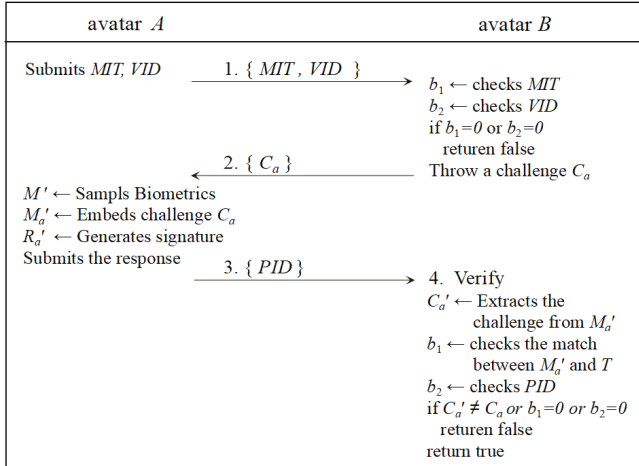 avatar A avatar B
Submits MIT, VID
1. { MIT , VID }
b₁ ← checks MIT
b₂ ← checks VID
if b₁=0 or b₂=0
returen false
Throw a challenge Cₐ
2. { Cₐ }
M' ← Sampls Biometrics
Mₐ' ← Embeds challenge Cₐ
Rₐ' ← Generates signature
Submits the response
3. { PID }
4. Verify
Cₐ' ← Extracts the
challenge from Mₐ'
b₁ ← checks the match
between Mₐ' and T
b₂ ← checks PID
if Cₐ' ≠ Cₐ or b₁=0 or b₂=0
returen false
return true